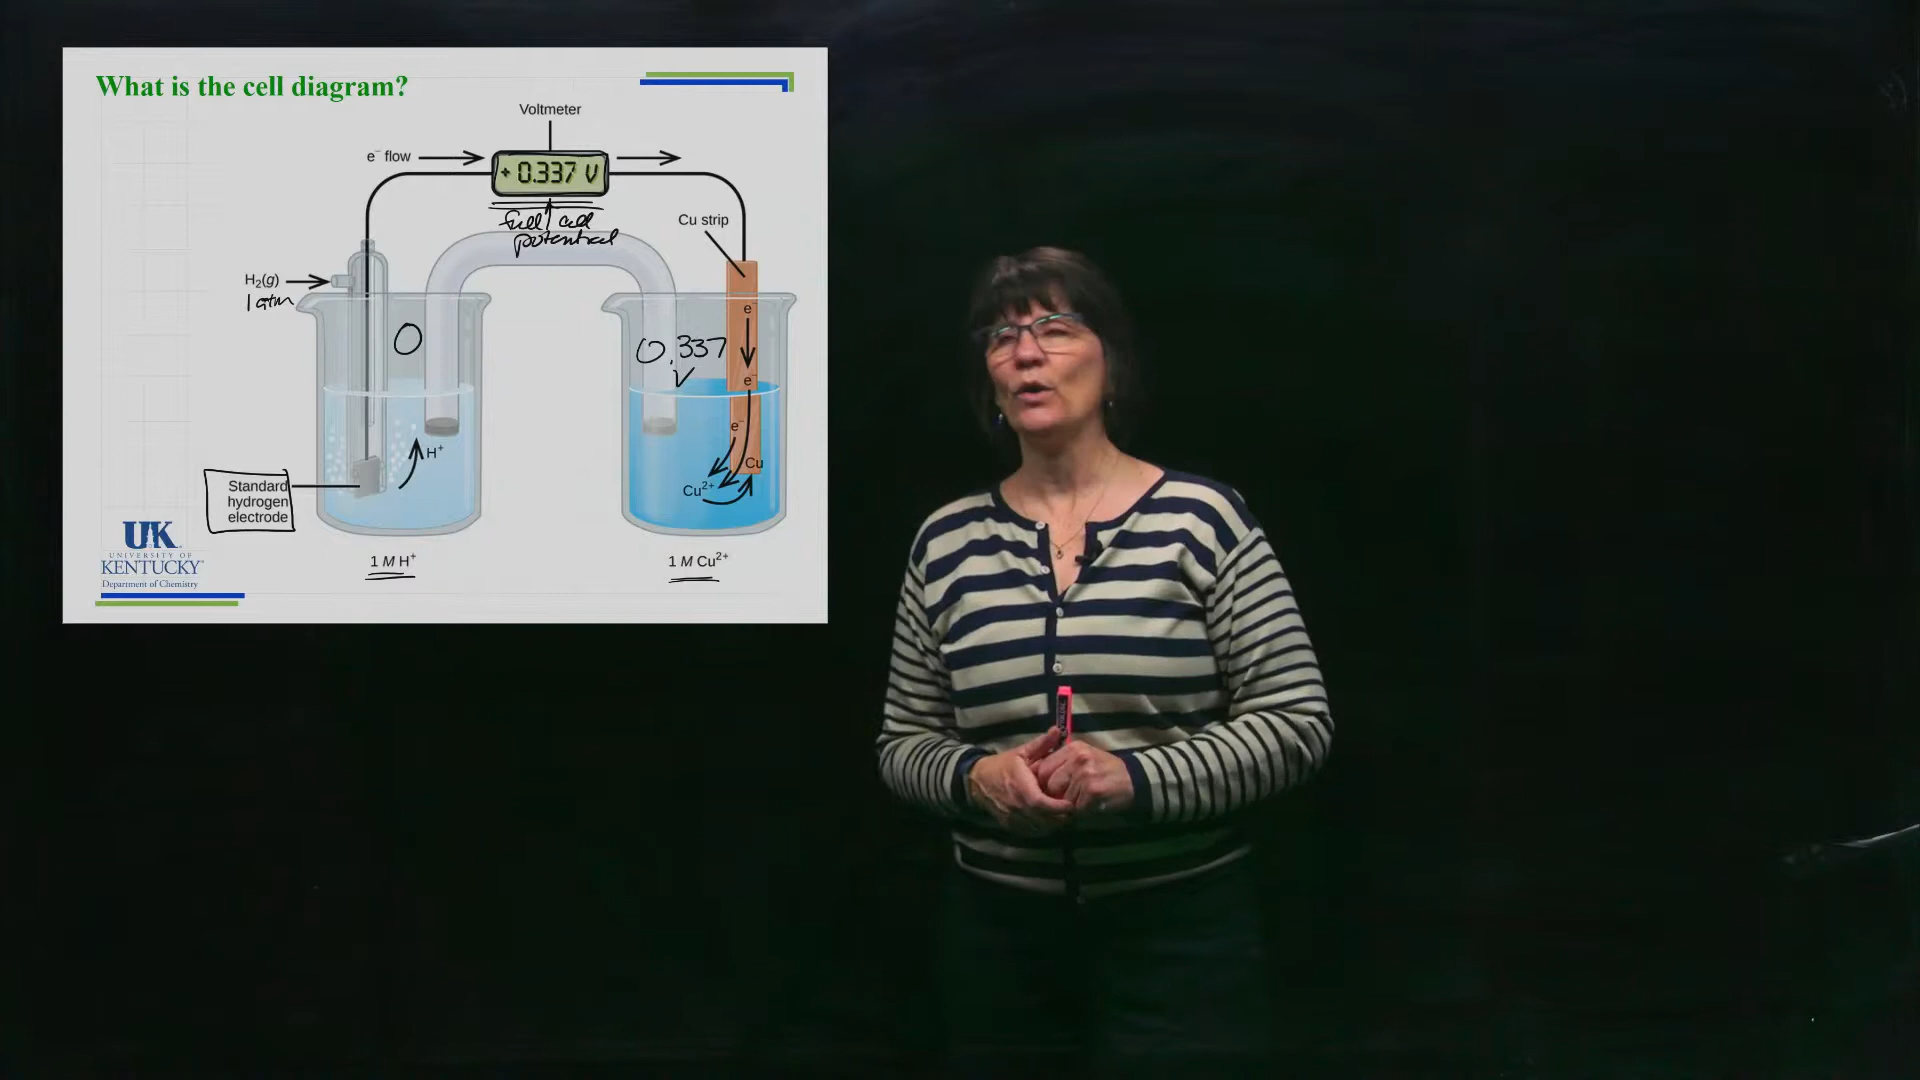 What is the cell diagram?
Voltmeter
e⁻ flow
+ 0.337 V
full cell
potential
Cu strip
H₂(g)
1 atm
0
0.337
V
e⁻
e⁻
e⁻
H⁺
Cu
Cu²⁺
Standard
hydrogen
electrode
UK
UNIVERSITY OF
KENTUCKY
Department of Chemistry
1 M H⁺
1 M Cu²⁺